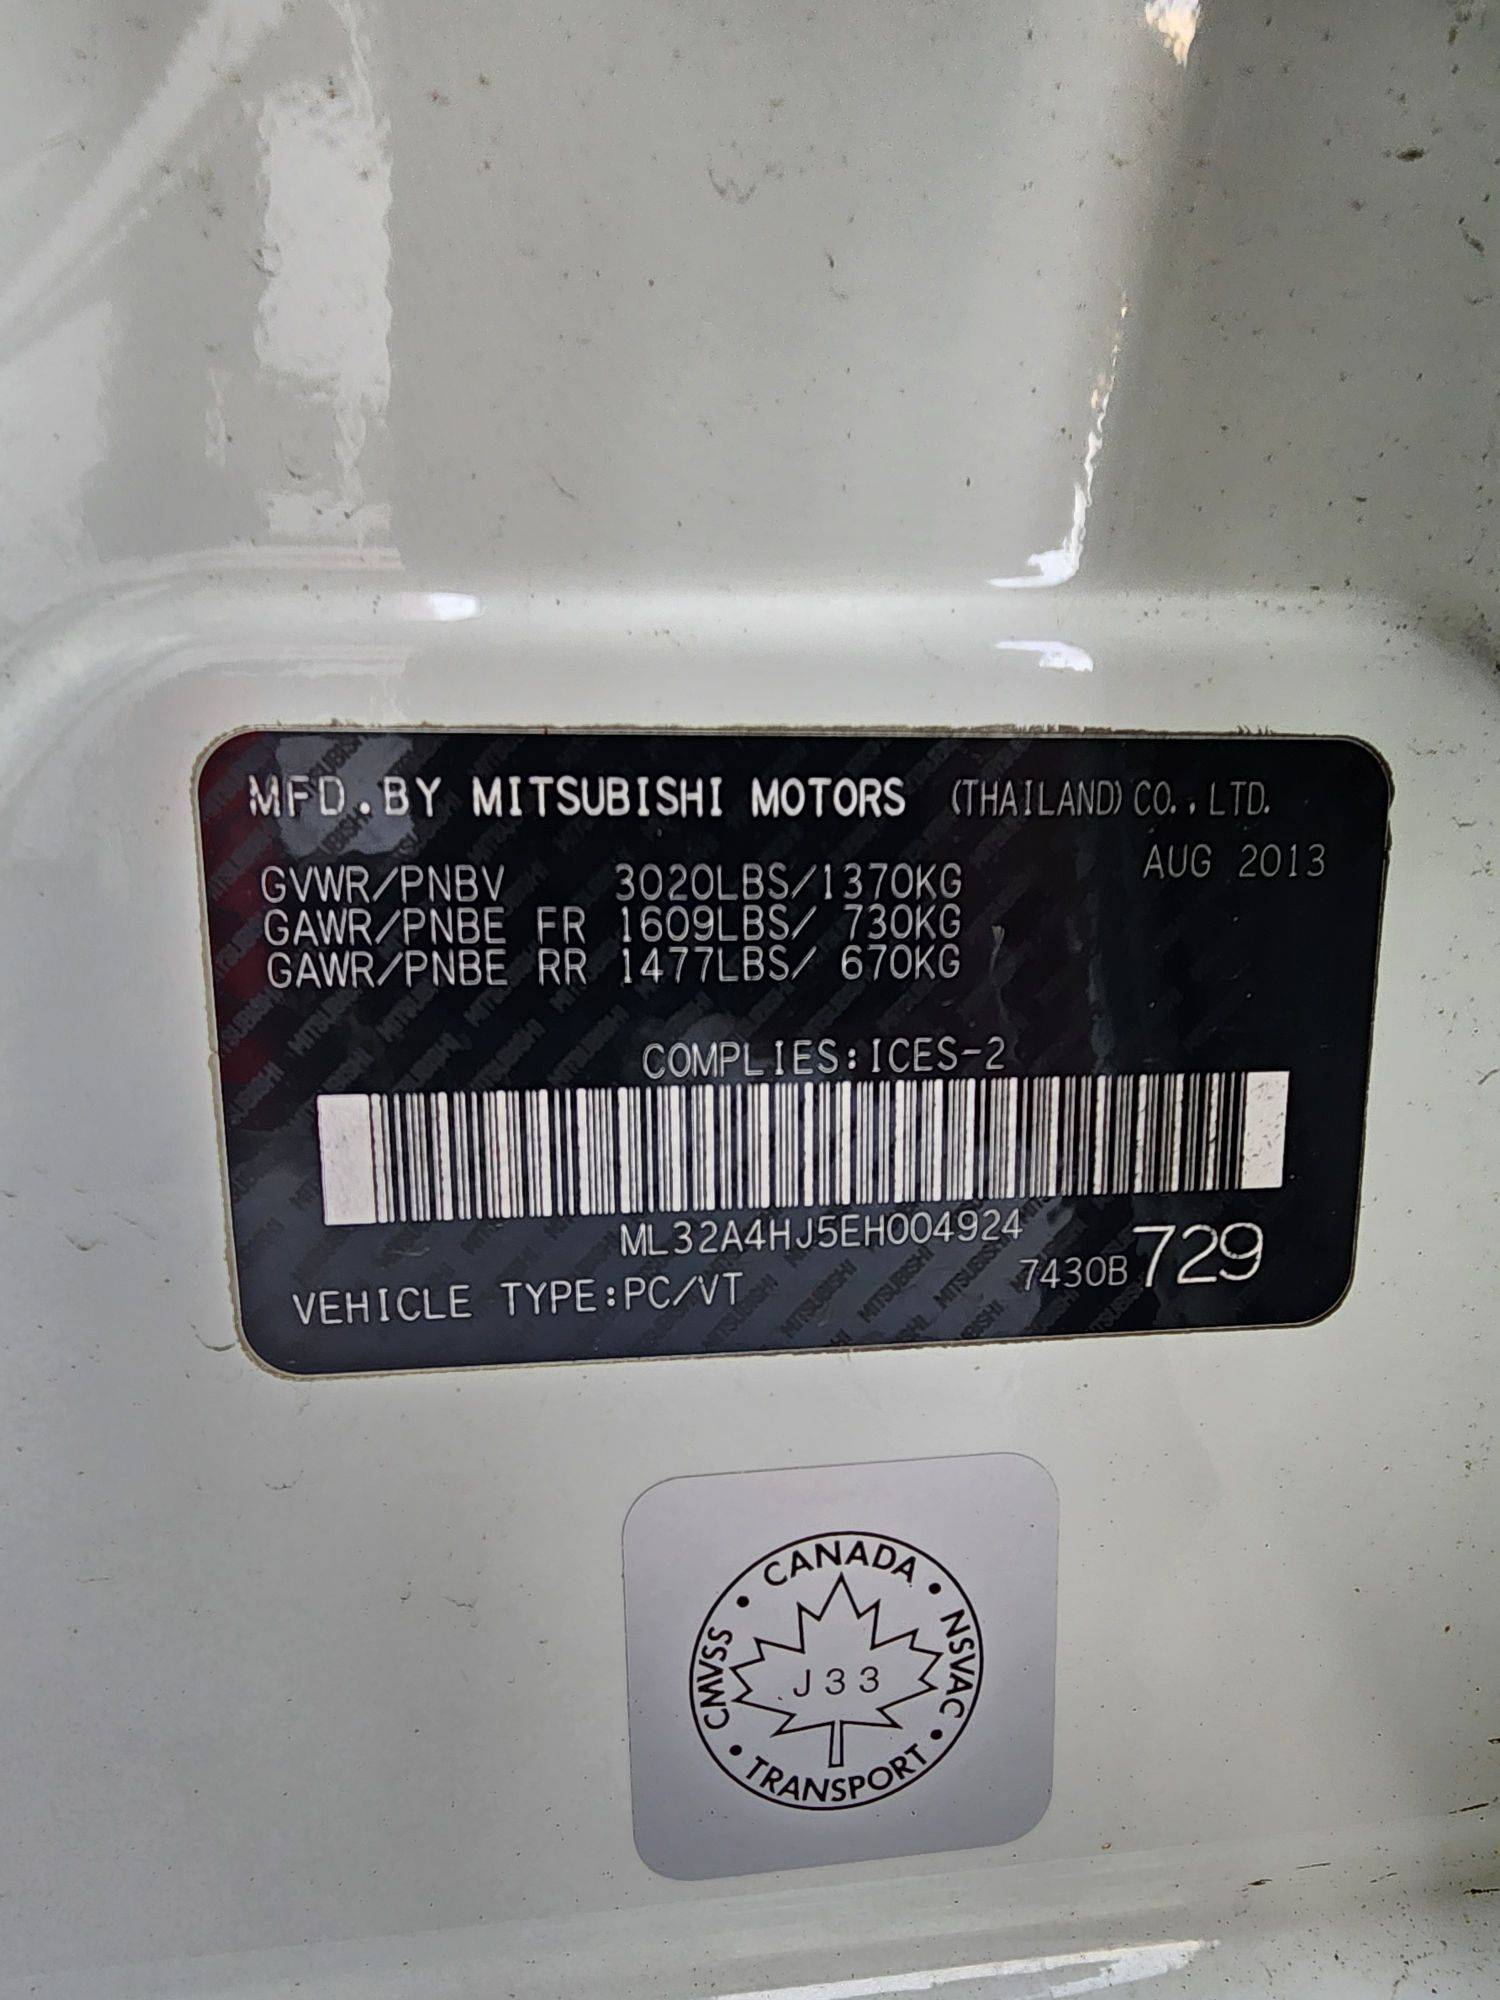 MFD.BY MITSUBISHI MOTORS (THAILAND) CO.,LTD.
AUG 2013
GVWR/PNBV 3020LBS/1370KG
GAWR/PNBE FR 1609LBS/ 730KG
GAWR/PNBE RR 1477LBS/ 670KG
COMPLIES:ICES-2
ML32A4HJ5EH004924
7430B 729
VEHICLE TYPE:PC/VT
CANADA
NSVAC
TRANSPORT
CMVSS
J33